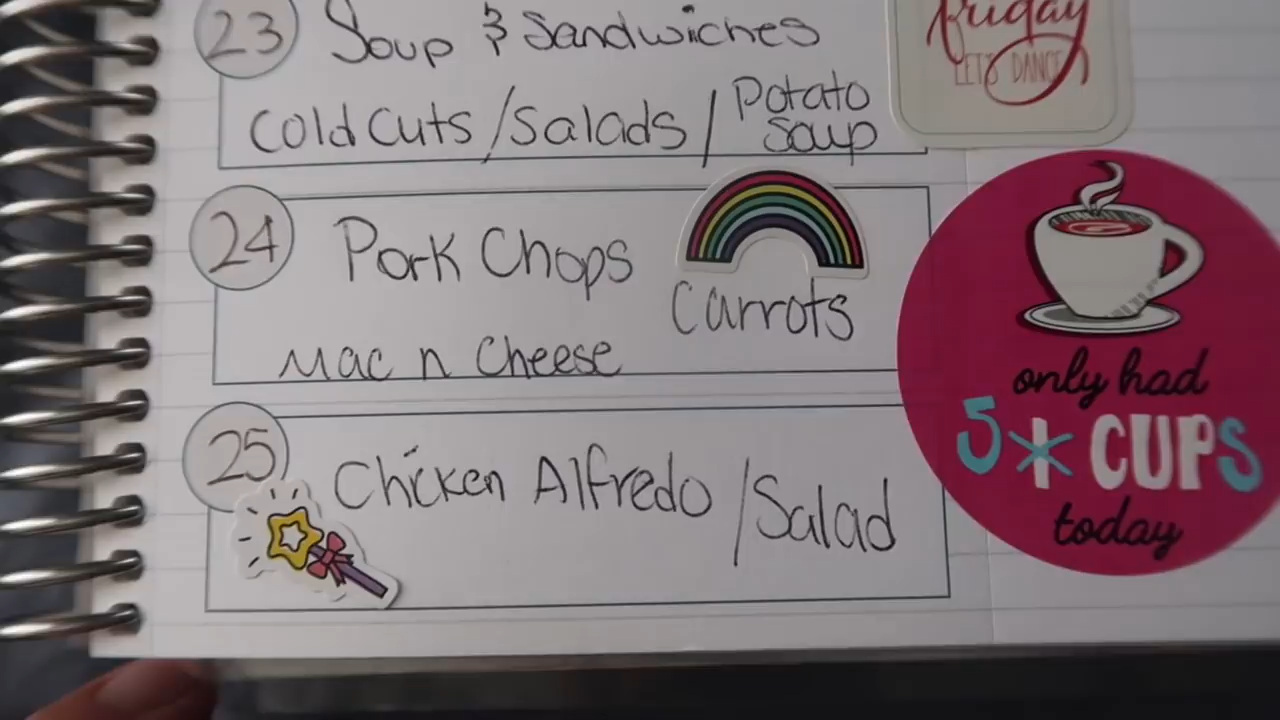 23 Soup & Sandwiches
Cold Cuts / Salads / Potato Soup
friday
LET'S DANCE
24 Pork Chops
Carrots
Mac n Cheese
25 Chicken Alfredo / Salad
only had
5 CUPS
today